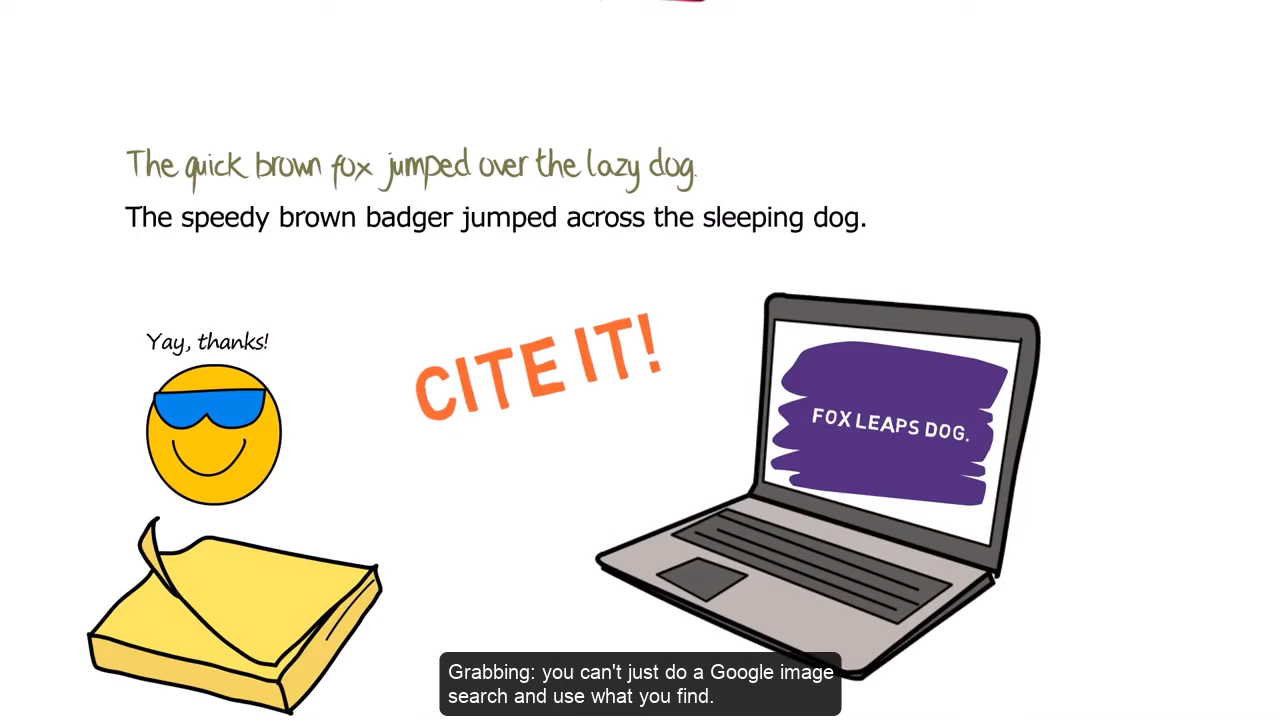 The quick brown fox jumped over the lazy dog.
The speedy brown badger jumped across the sleeping dog.
Yay, thanks!
CITE IT!
FOX LEAPS DOG.
Grabbing: you can't just do a Google image
search and use what you find.